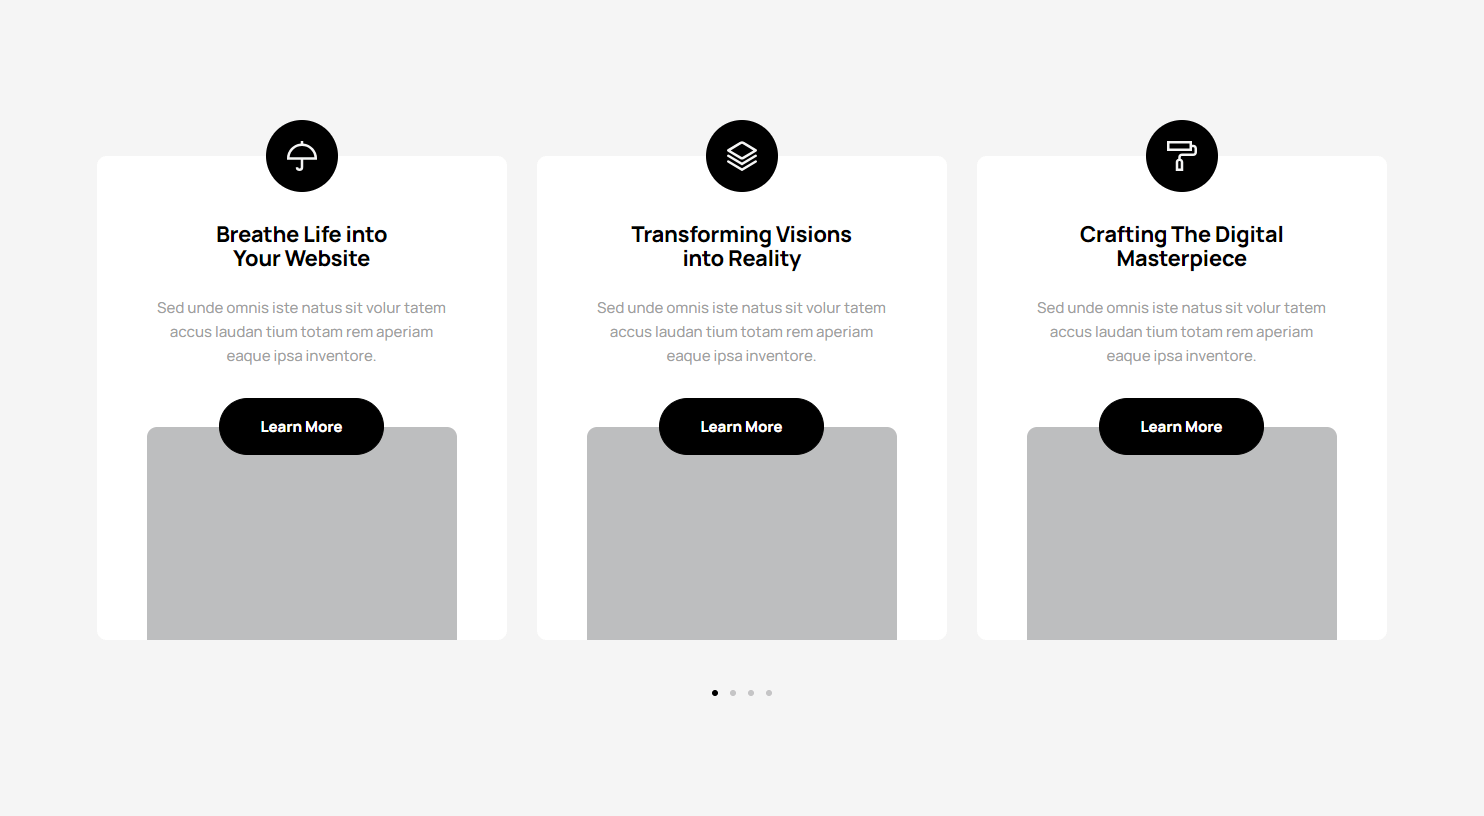 Breathe Life into
Your Website
Sed unde omnis iste natus sit volur tatem
accus laudan tium totam rem aperiam
eaque ipsa inventore.
Learn More
Transforming Visions
into Reality
Sed unde omnis iste natus sit volur tatem
accus laudan tium totam rem aperiam
eaque ipsa inventore.
Learn More
Crafting The Digital
Masterpiece
Sed unde omnis iste natus sit volur tatem
accus laudan tium totam rem aperiam
eaque ipsa inventore.
Learn More